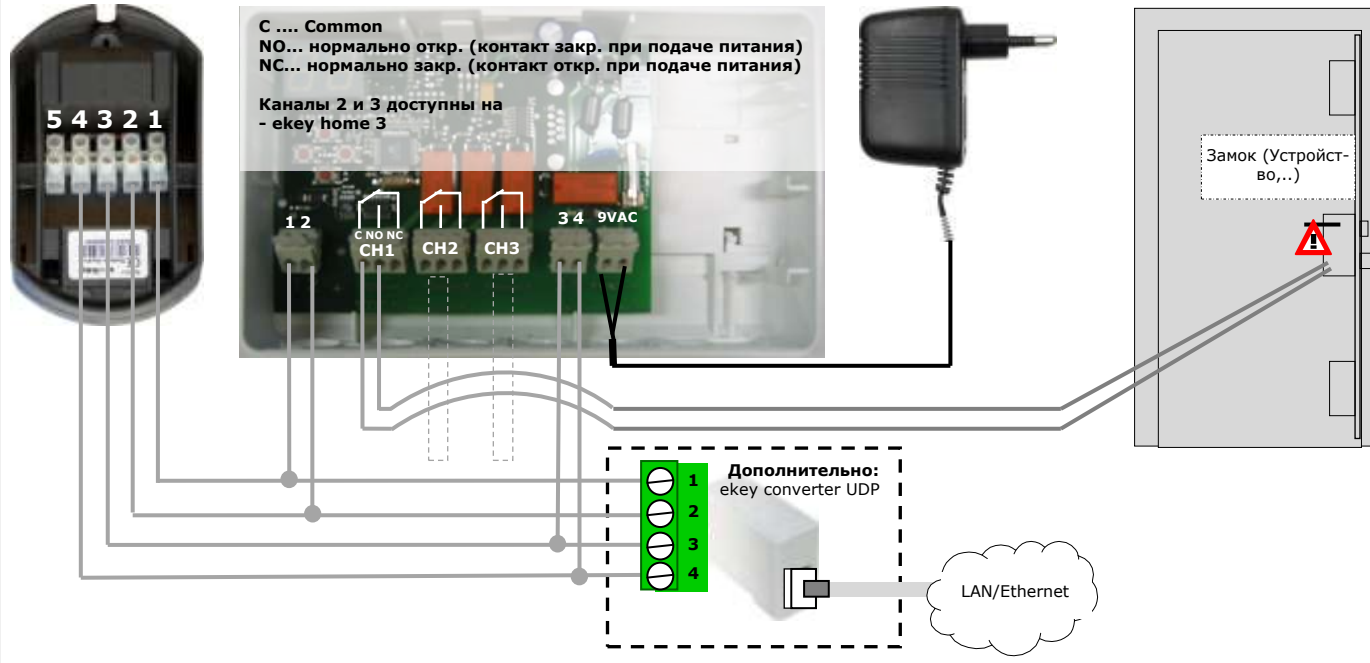 C .... Common
NO... нормально откр. (контакт закр. при подаче питания)
NC... нормально закр. (контакт откр. при подаче питания)
Каналы 2 и 3 доступны на
- ekey home 3
5 4 3 2 1
Замок (Устройст-
во,..)
1 2
C NO NC
CH1
CH2
CH3
3 4
9VAC
Дополнительно:
ekey converter UDP
1
2
3
4
LAN/Ethernet